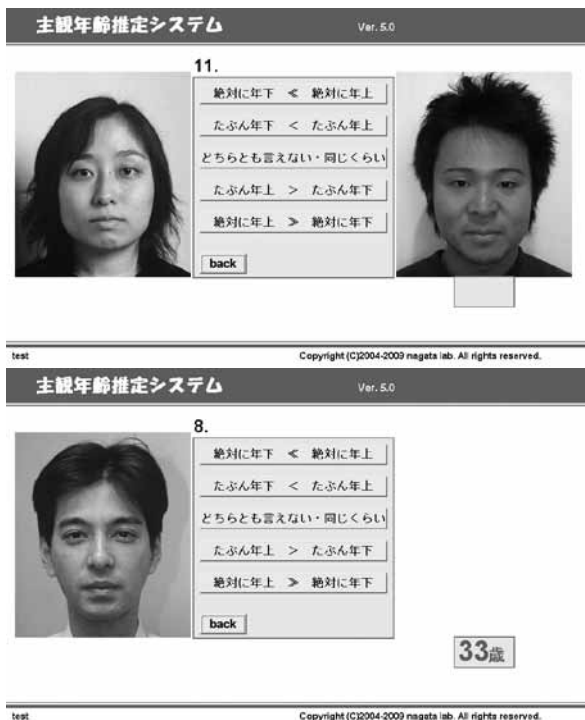 主観年齢推定システム Ver. 5.0
11.
絶対に年下 ≪ 絶対に年上
たぶん年下 < たぶん年上
どちらとも言えない・同じくらい
たぶん年上 > たぶん年下
絶対に年上 ≫ 絶対に年下
back
test Copyright (C)2004-2009 nagata lab. All rights reserved.
主観年齢推定システム Ver. 5.0
8.
絶対に年下 ≪ 絶対に年上
たぶん年下 < たぶん年上
どちらとも言えない・同じくらい
たぶん年上 > たぶん年下
絶対に年上 ≫ 絶対に年下
back
33歳
test Copyright (C)2004-2009 nagata lab. All rights reserved.